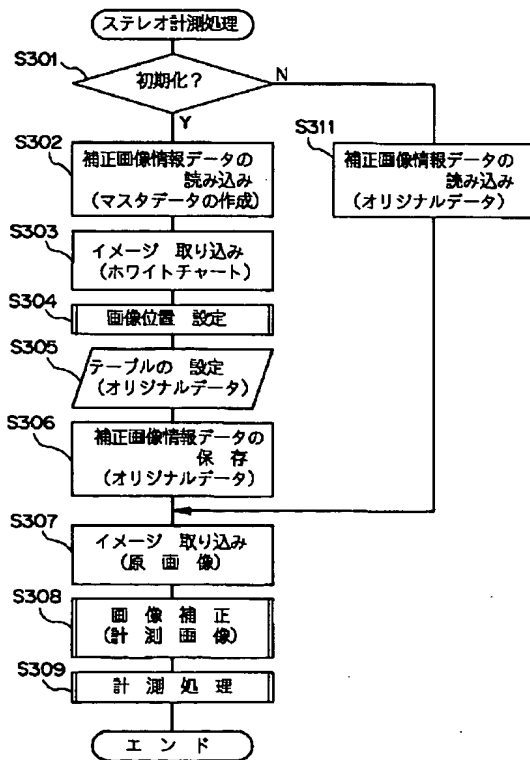 ステレオ計測処理
S301
初期化?
N
Y
S302
補正画像情報データの
読み込み
(マスタデータの作成)
S311
補正画像情報データの
読み込み
(オリジナルデータ)
S303
イメージ 取り込み
(ホワイトチャート)
S304
画像位置 設定
S305
テーブルの 設定
(オリジナルデータ)
S306
補正画像情報データの
保 存
(オリジナルデータ)
S307
イメージ 取り込み
(原 画 像)
S308
画 像 補 正
(計 測 画 像)
S309
計 測 処 理
エ ン ド